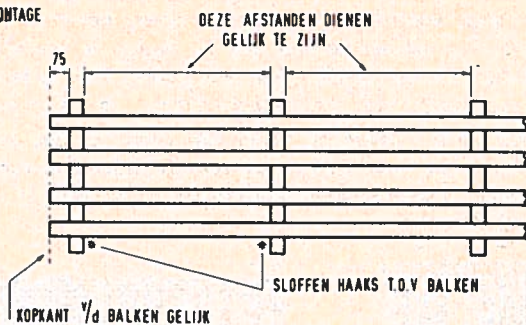 ONTAGE
DEZE AFSTANDEN DIENEN
GELIJK TE ZIJN
75
SLOFFEN HAAKS T.O.V BALKEN
KOPKANT V/d BALKEN GELIJK